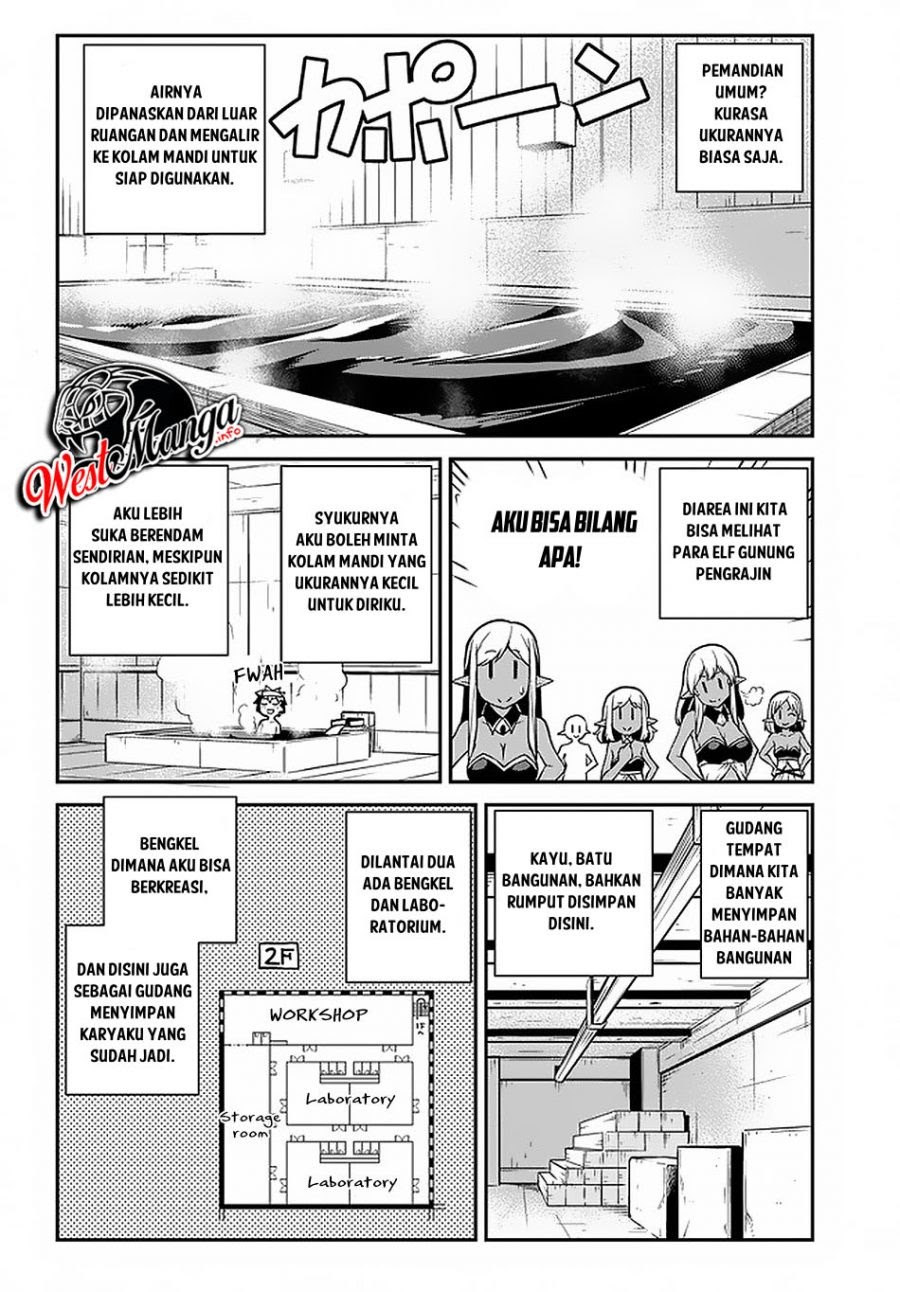 PEMANDIAN
UMUM?
KURASA
UKURANNYA
BIASA SAJA.
カポーン
AIRNYA
DIPANASKAN DARI LUAR
RUANGAN DAN MENGALIR
KE KOLAM MANDI UNTUK
SIAP DIGUNAKAN.
WestManga
.info
DIAREA INI KITA
BISA MELIHAT
PARA ELF GUNUNG
PENGRAJIN
AKU BISA BILANG
APA!
SYUKURNYA
AKU BOLEH MINTA
KOLAM MANDI YANG
UKURANNYA KECIL
UNTUK DIRIKU.
AKU LEBIH
SUKA BERENDAM
SENDIRIAN, MESKIPUN
KOLAMNYA SEDIKIT
LEBIH KECIL.
FWAH
GUDANG
TEMPAT
DIMANA KITA
BANYAK
MENYIMPAN
BAHAN-BAHAN
BANGUNAN
KAYU, BATU
BANGUNAN, BAHKAN
RUMPUT DISIMPAN
DISINI.
DILANTAI DUA
ADA BENGKEL
DAN LABO-
RATORIUM.
BENGKEL
DIMANA AKU BISA
BERKREASI,
DAN DISINI JUGA
SEBAGAI GUDANG
MENYIMPAN
KARYAKU YANG
SUDAH JADI.
2F
WORKSHOP
1Fへ
Laboratory
Storage
room
Laboratory